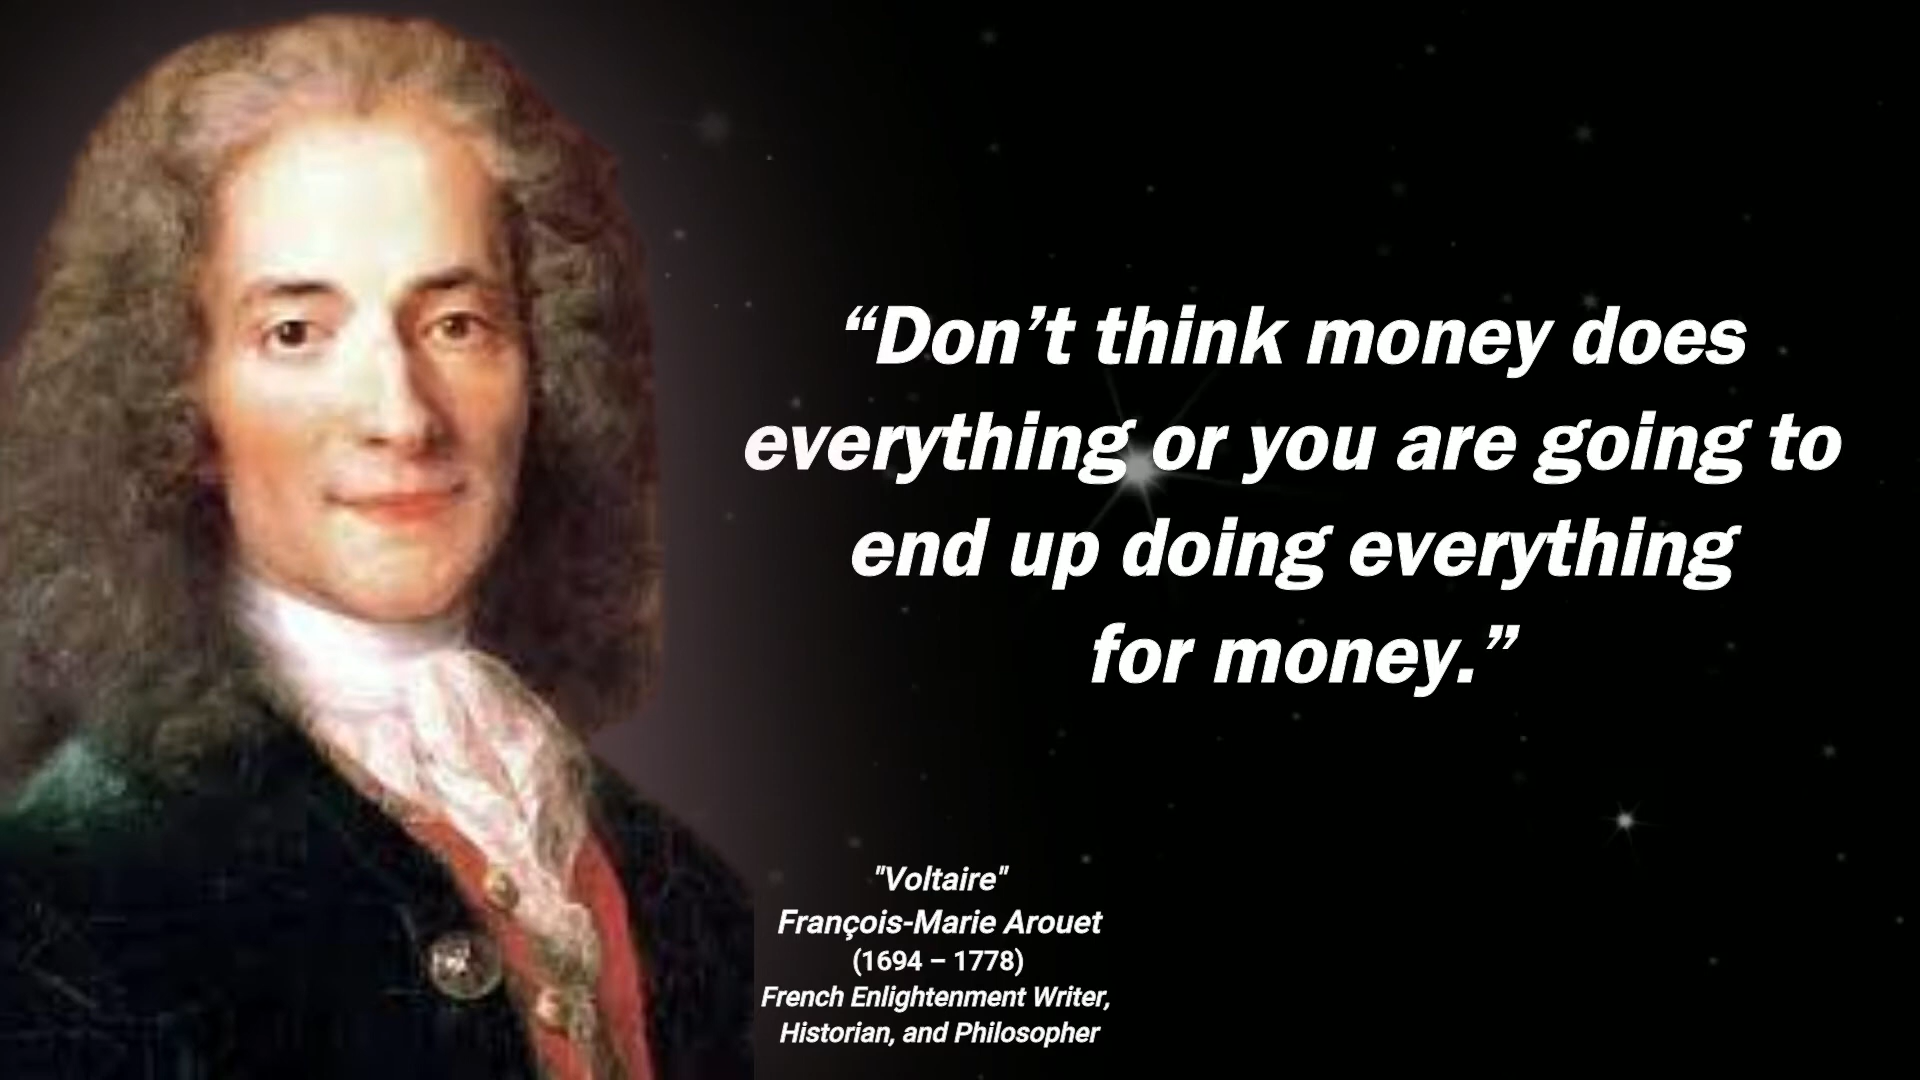 “Don’t think money does
everything or you are going to
end up doing everything
for money.”
"Voltaire"
François-Marie Arouet
(1694 – 1778)
French Enlightenment Writer,
Historian, and Philosopher